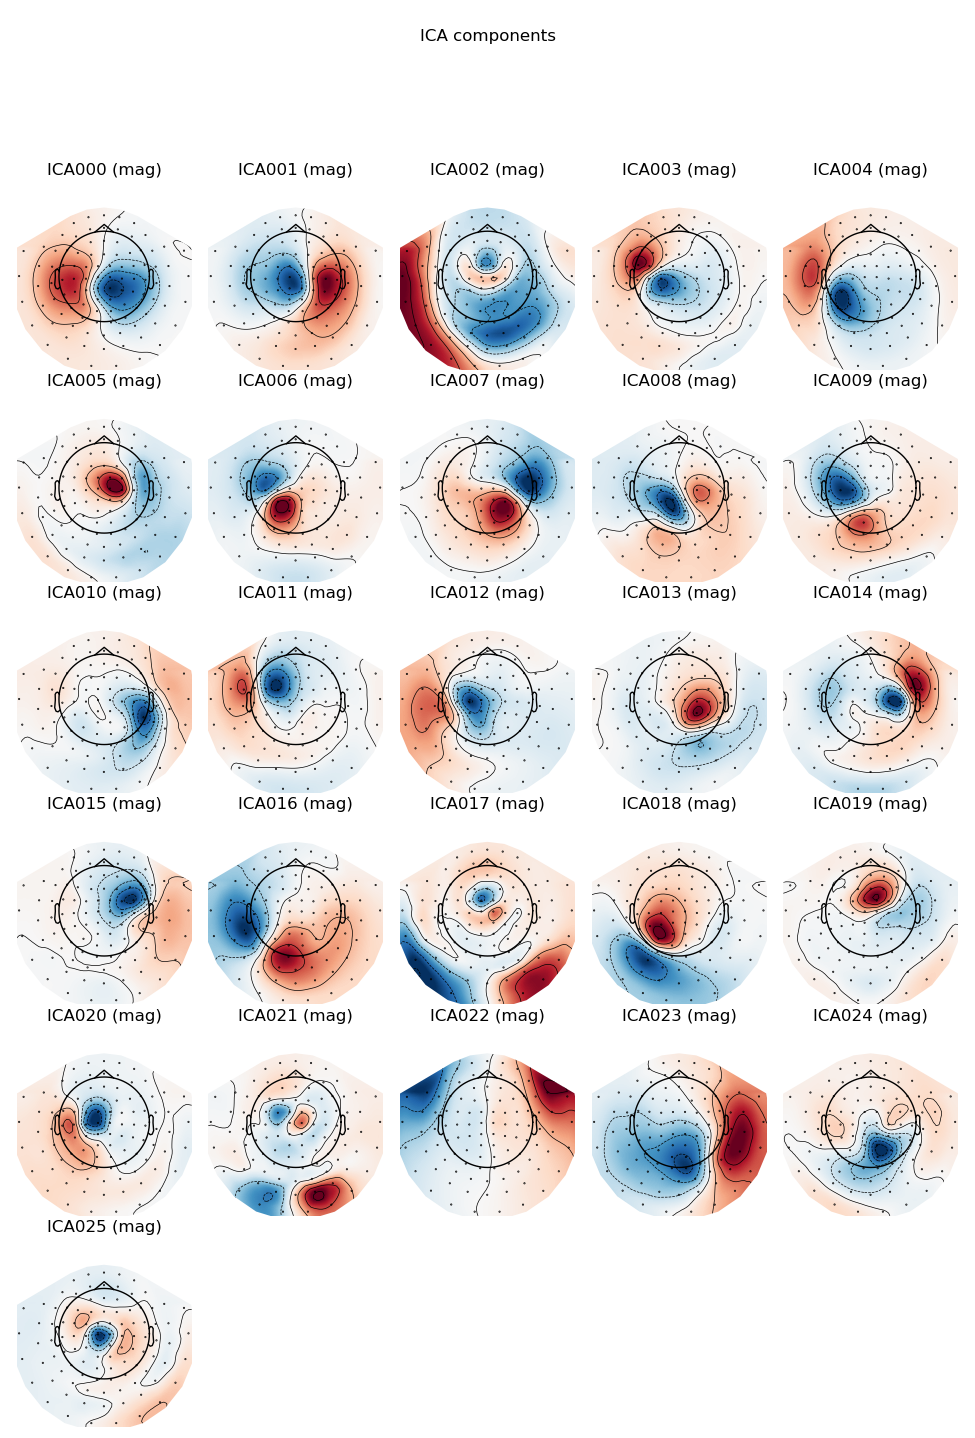 ICA components
ICA000 (mag) ICA001 (mag) ICA002 (mag) ICA003 (mag) ICA004 (mag)
ICA005 (mag) ICA006 (mag) ICA007 (mag) ICA008 (mag) ICA009 (mag)
ICA010 (mag) ICA011 (mag) ICA012 (mag) ICA013 (mag) ICA014 (mag)
ICA015 (mag) ICA016 (mag) ICA017 (mag) ICA018 (mag) ICA019 (mag)
ICA020 (mag) ICA021 (mag) ICA022 (mag) ICA023 (mag) ICA024 (mag)
ICA025 (mag)